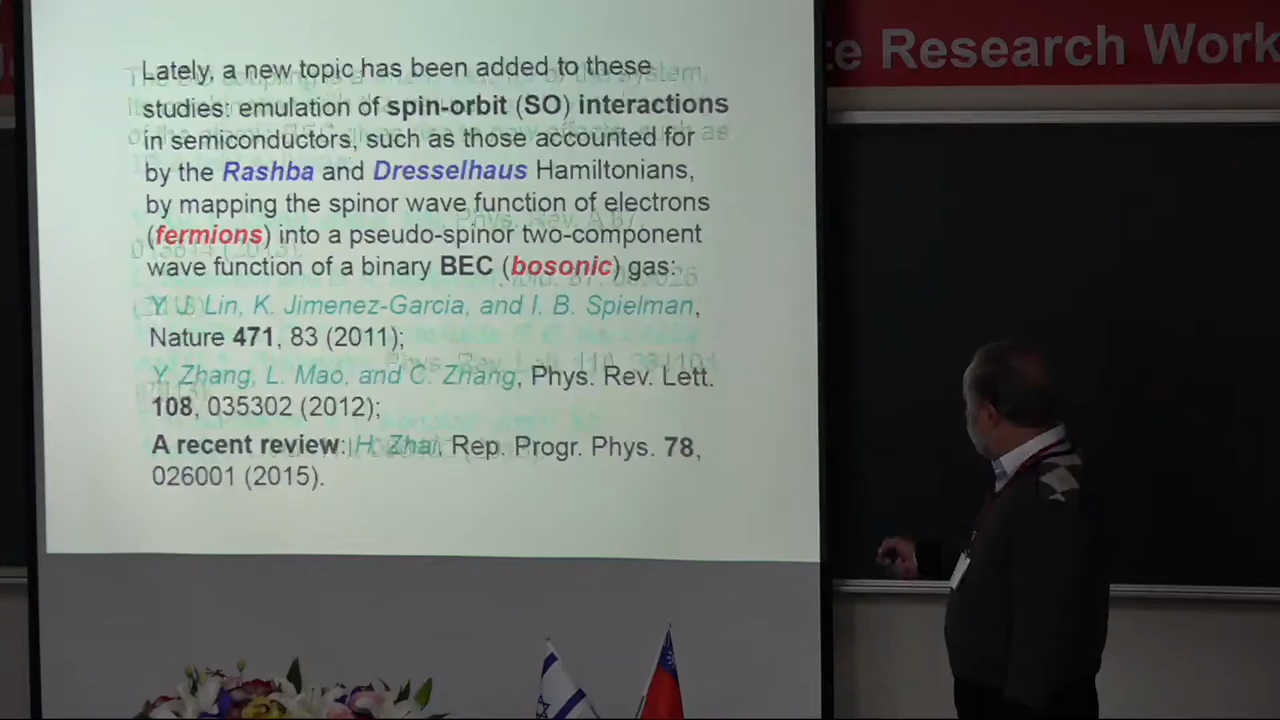 te Research Work
Lately, a new topic has been added to these
studies: emulation of spin-orbit (SO) interactions
in semiconductors, such as those accounted for
by the Rashba and Dresselhaus Hamiltonians,
by mapping the spinor wave function of electrons
(fermions) into a pseudo-spinor two-component
wave function of a binary BEC (bosonic) gas:
Y. J. Lin, K. Jimenez-Garcia, and I. B. Spielman,
Nature 471, 83 (2011);
Y. Zhang, L. Mao, and C. Zhang, Phys. Rev. Lett.
108, 035302 (2012);
A recent review: H. Zhai, Rep. Progr. Phys. 78,
026001 (2015).